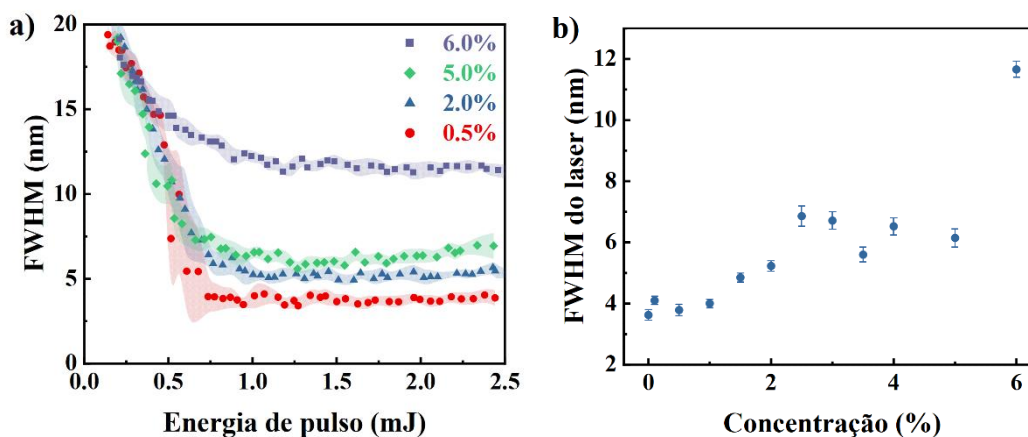 a)
FWHM (nm)
20
15
10
5
0
0.0 0.5 1.0 1.5 2.0 2.5
Energia de pulso (mJ)
6.0%
5.0%
2.0%
0.5%
b)
FWHM do laser (nm)
12
10
8
6
4
2
0 2 4 6
Concentração (%)